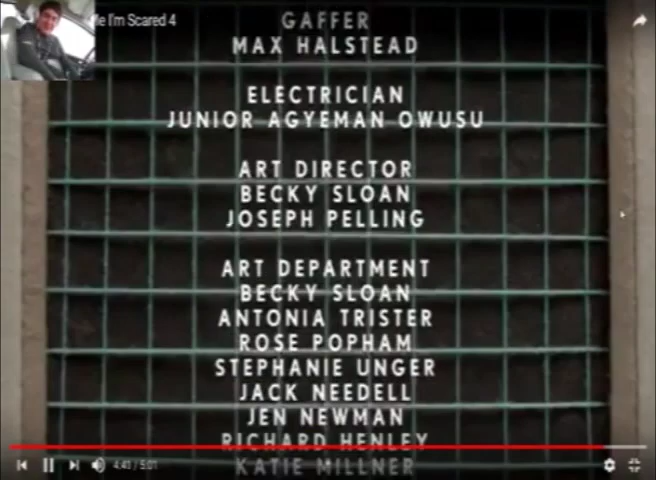 Me I'm Scared 4
GAFFER
MAX HALSTEAD
ELECTRICIAN
JUNIOR AGYEMAN OWUSU
ART DIRECTOR
BECKY SLOAN
JOSEPH PELLING
ART DEPARTMENT
BECKY SLOAN
ANTONIA TRISTER
ROSE POPHAM
STEPHANIE UNGER
JACK NEEDELL
JEN NEWMAN
RICHARD HENLEY
KATIE MILLNER
4:41 / 5:01